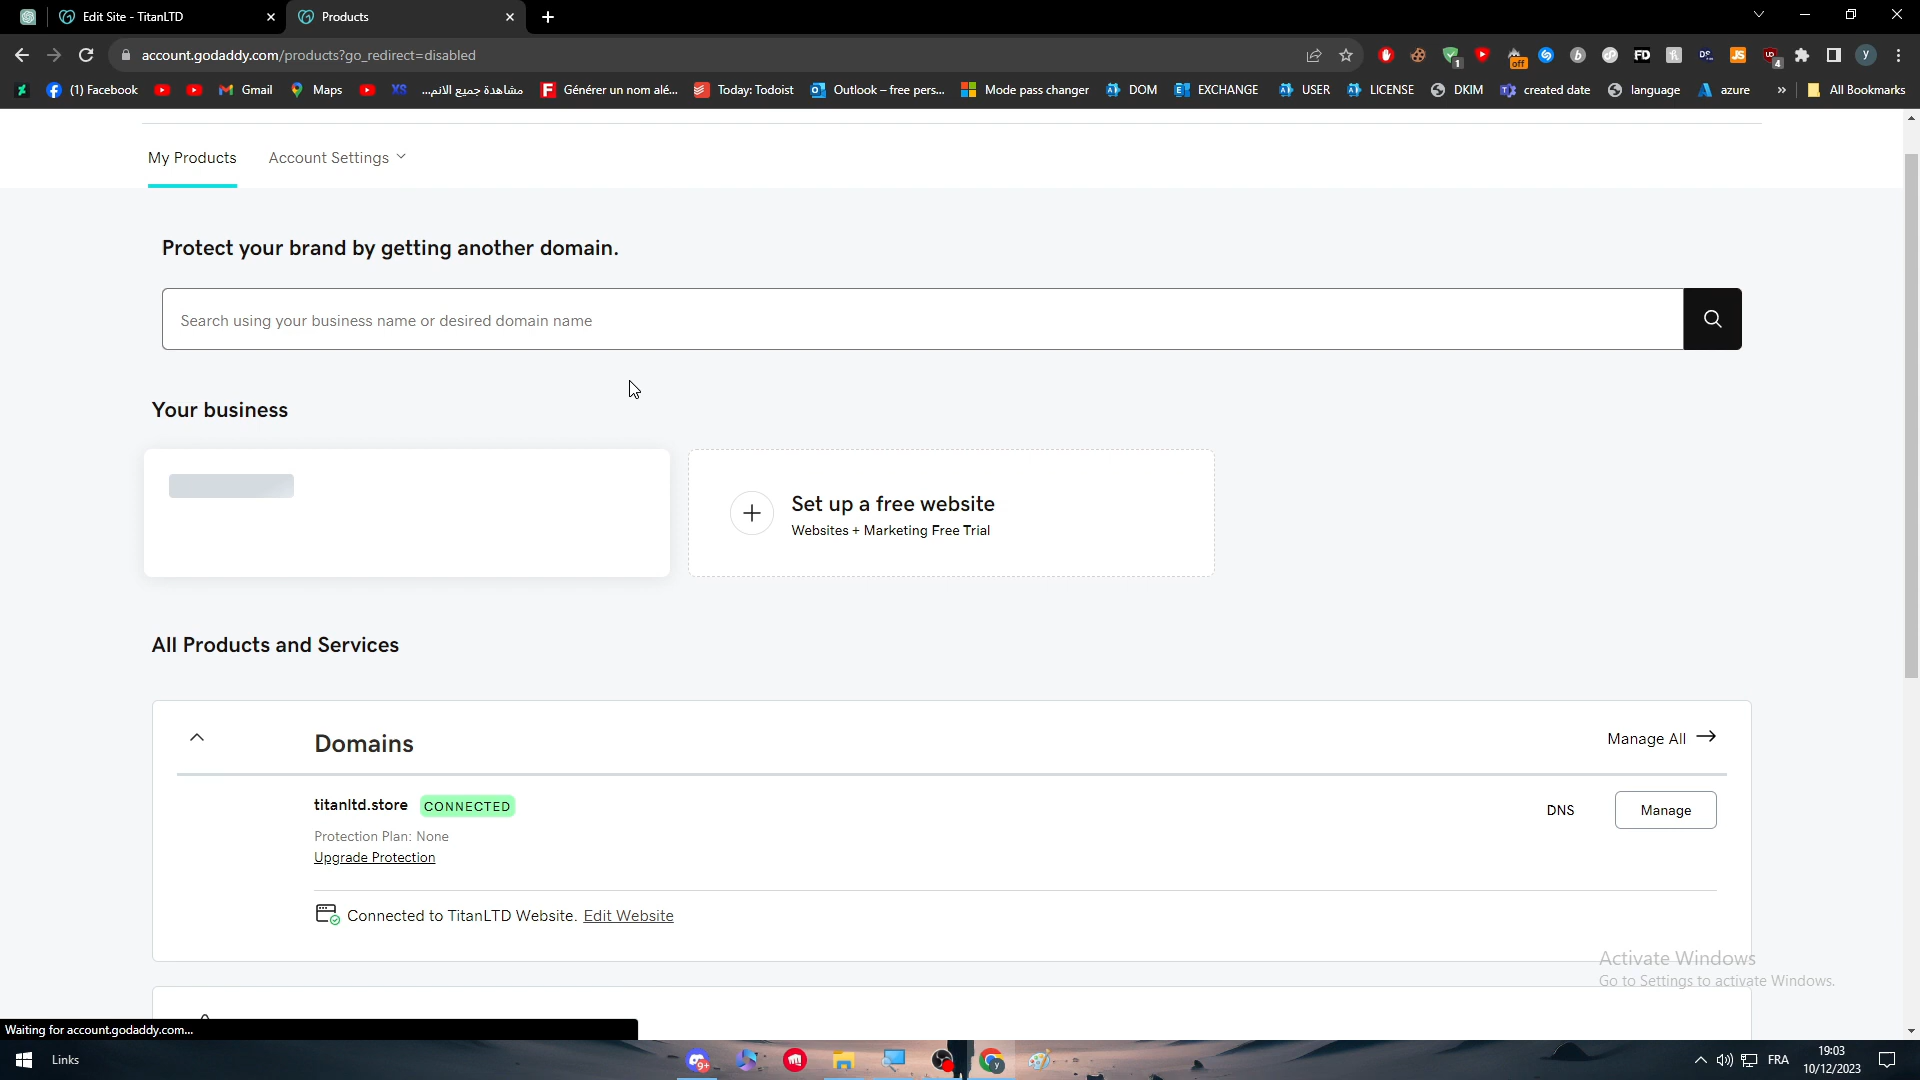 Edit Site - TitanLTD
Products
account.godaddy.com/products?go_redirect=disabled
(1) Facebook
Gmail
Maps
XS
مشاهدة جميع الانم...
Générer un nom alé...
Today: Todoist
Outlook – free pers...
Mode pass changer
DOM
EXCHANGE
USER
LICENSE
DKIM
created date
language
azure
»
All Bookmarks
My Products
Account Settings
Protect your brand by getting another domain.
Search using your business name or desired domain name
Your business
Set up a free website
Websites + Marketing Free Trial
All Products and Services
Domains
Manage All
titanltd.store CONNECTED
DNS
Manage
Protection Plan: None
Upgrade Protection
Connected to TitanLTD Website. Edit Website
Activate Windows
Go to Settings to activate Windows.
Waiting for account.godaddy.com...
Links
FRA
19:03
10/12/2023